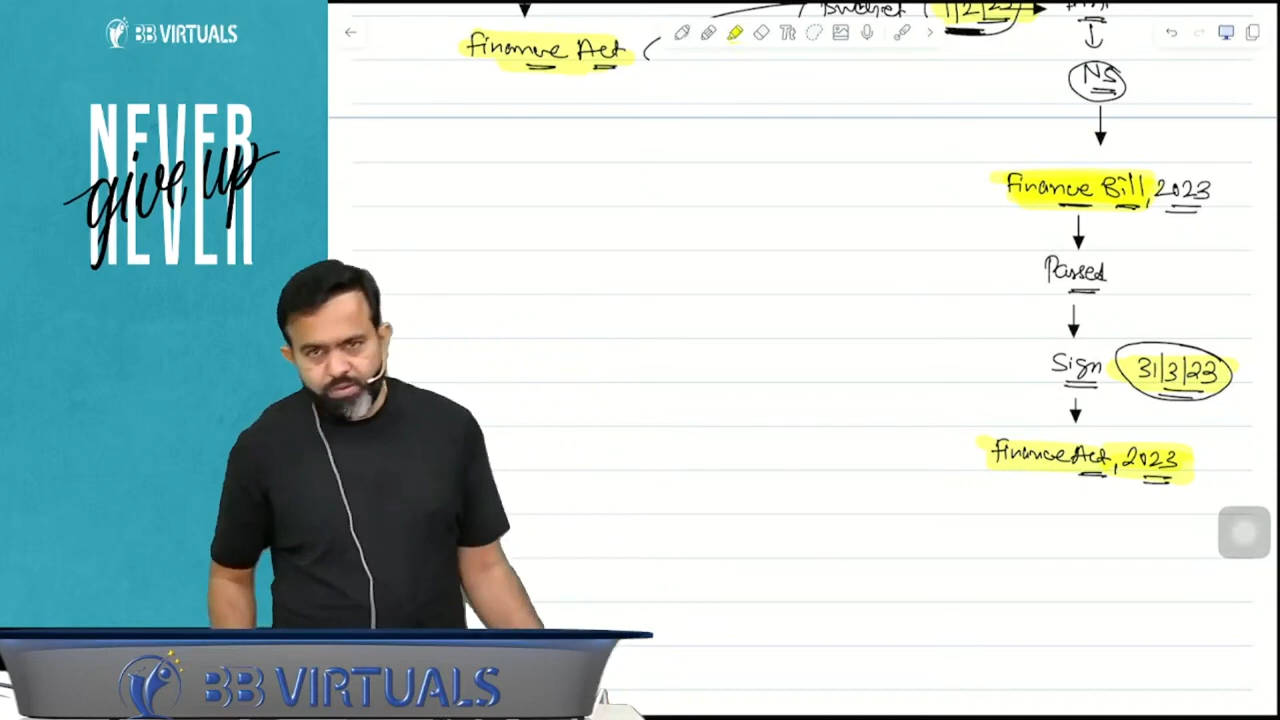 BB VIRTUALS
NEVER
give up
NEVER
Budget (1/2/23)
Finance Act (
NS
Finance Bill, 2023
Passed
Sign 31/3/23
Finance Act, 2023
BB VIRTUALS